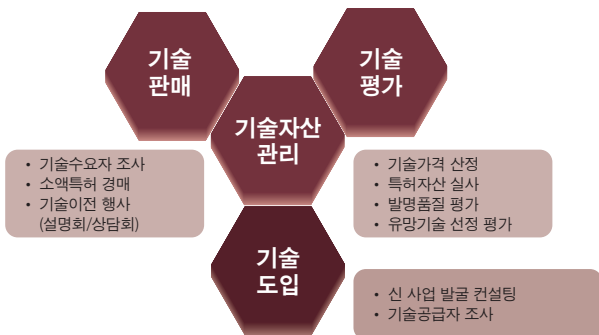 기술
판매
기술
평가
기술자산
관리
• 기술수요자 조사
• 소액특허 경매
• 기술이전 행사
(설명회/상담회)
• 기술가격 산정
• 특허자산 실사
• 발명품질 평가
• 유망기술 선정 평가
기술
도입
• 신 사업 발굴 컨설팅
• 기술공급자 조사